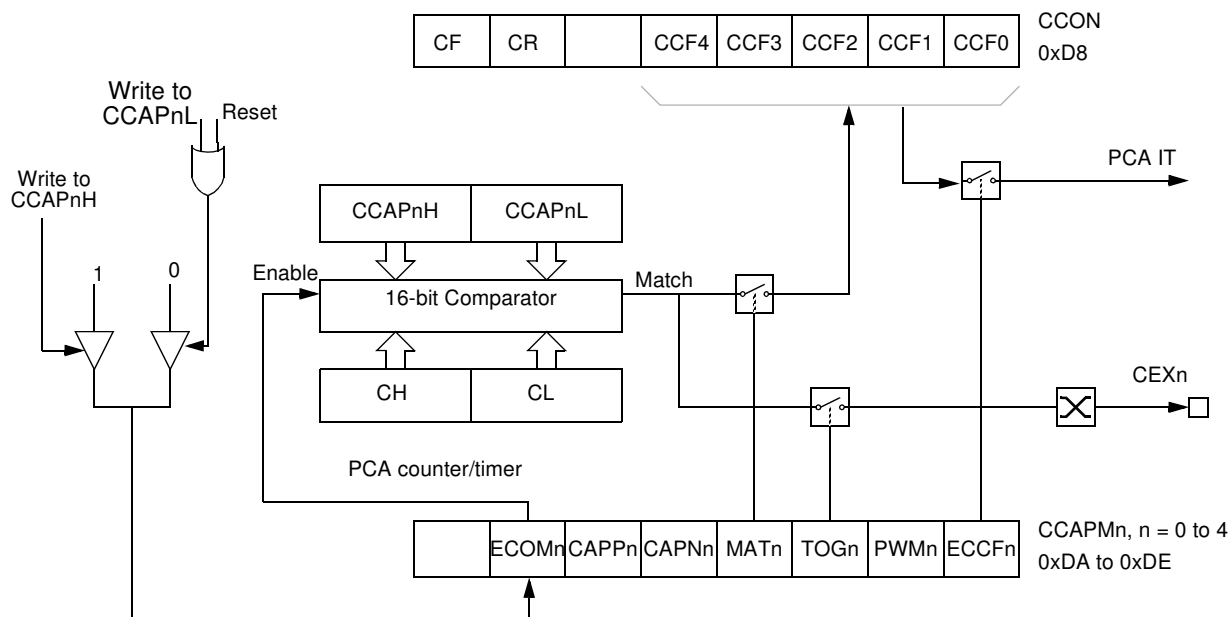 CF CR CCF4 CCF3 CCF2 CCF1 CCF0
CCON
0xD8
Write to
CCAPnL
Reset
Write to
CCAPnH
PCA IT
CCAPnH CCAPnL
Enable
16-bit Comparator
Match
1 0
CH CL
CEXn
PCA counter/timer
ECOMn CAPPn CAPNn MATn TOGn PWMn ECCFn
CCAPMn, n = 0 to 4
0xDA to 0xDE